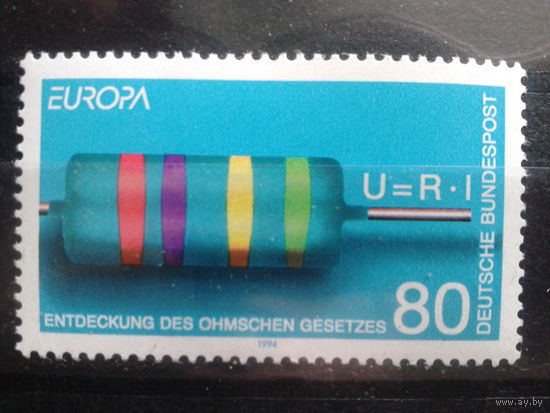 EUROPA
U=R·I
DEUTSCHE BUNDESPOST
ENTDECKUNG DES OHMSCHEN GESETZES 80
1994
www.ay.by